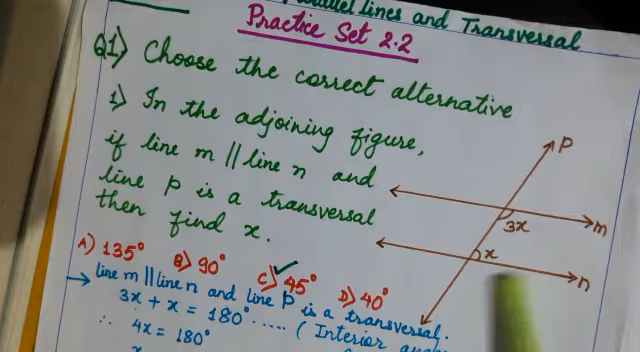 Parallel lines and Transversal
Practice Set 2.2
Q1) Choose the correct alternative
1) In the adjoining figure,
if line m || line n and
line p is a transversal
then find x.
A) 135° B) 90° C) ✓ 45° D) 40°
p
m
3x
x
n
→ line m || line n and line p is a transversal.
3x + x = 180° ..... ( Interior
∴ 4x = 180°